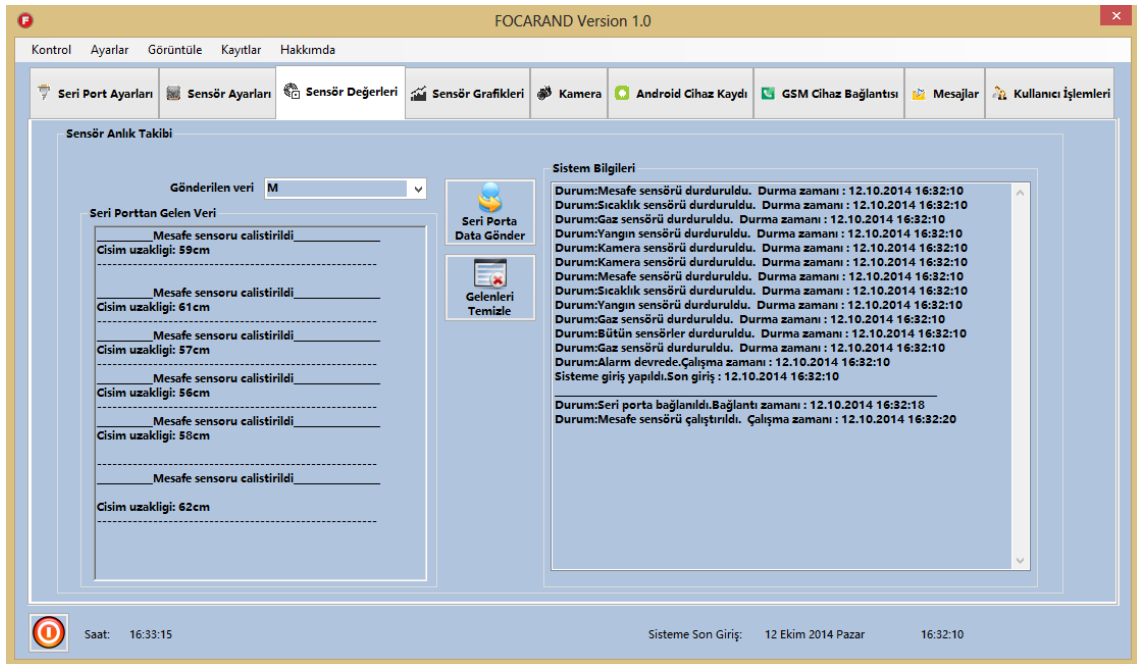 FOCARAND Version 1.0
Kontrol Ayarlar Görüntüle Kayıtlar Hakkımda
Seri Port Ayarları Sensör Ayarları Sensör Değerleri Sensör Grafikleri Kamera Android Cihaz Kaydı GSM Cihaz Bağlantısı Mesajlar Kullanıcı İşlemleri
Sensör Anlık Takibi
Gönderilen veri M
Seri Porttan Gelen Veri
_________Mesafe sensoru calistirildi______________
Cisim uzakligi: 59cm
--------------------------------------------------------
_________Mesafe sensoru calistirildi______________
Cisim uzakligi: 61cm
--------------------------------------------------------
_________Mesafe sensoru calistirildi______________
Cisim uzakligi: 57cm
--------------------------------------------------------
_________Mesafe sensoru calistirildi______________
Cisim uzakligi: 56cm
--------------------------------------------------------
_________Mesafe sensoru calistirildi______________
Cisim uzakligi: 58cm
--------------------------------------------------------
_________Mesafe sensoru calistirildi______________
Cisim uzakligi: 62cm
--------------------------------------------------------
Seri Porta
Data Gönder
Gelenleri
Temizle
Sistem Bilgileri
Durum:Mesafe sensörü durduruldu. Durma zamanı : 12.10.2014 16:32:10
Durum:Sıcaklık sensörü durduruldu. Durma zamanı : 12.10.2014 16:32:10
Durum:Gaz sensörü durduruldu. Durma zamanı : 12.10.2014 16:32:10
Durum:Yangın sensörü durduruldu. Durma zamanı : 12.10.2014 16:32:10
Durum:Kamera sensörü durduruldu. Durma zamanı : 12.10.2014 16:32:10
Durum:Kamera sensörü durduruldu. Durma zamanı : 12.10.2014 16:32:10
Durum:Mesafe sensörü durduruldu. Durma zamanı : 12.10.2014 16:32:10
Durum:Sıcaklık sensörü durduruldu. Durma zamanı : 12.10.2014 16:32:10
Durum:Yangın sensörü durduruldu. Durma zamanı : 12.10.2014 16:32:10
Durum:Gaz sensörü durduruldu. Durma zamanı : 12.10.2014 16:32:10
Durum:Bütün sensörler durduruldu. Durma zamanı : 12.10.2014 16:32:10
Durum:Gaz sensörü durduruldu. Durma zamanı : 12.10.2014 16:32:10
Durum:Alarm devrede.Çalışma zamanı : 12.10.2014 16:32:10
Sisteme giriş yapıldı.Son giriş : 12.10.2014 16:32:10
Durum:Seri porta bağlanıldı.Bağlantı zamanı : 12.10.2014 16:32:18
Durum:Mesafe sensörü çalıştırıldı. Çalışma zamanı : 12.10.2014 16:32:20
Saat: 16:33:15 Sisteme Son Giriş: 12 Ekim 2014 Pazar 16:32:10